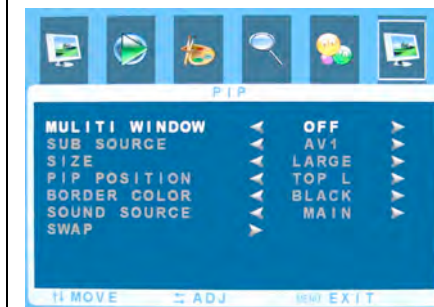 PIP
MULITI WINDOW OFF
SUB SOURCE AV1
SIZE LARGE
PIP POSITION TOP L
BORDER COLOR BLACK
SOUND SOURCE MAIN
SWAP
MOVE ADJ MENU EXIT